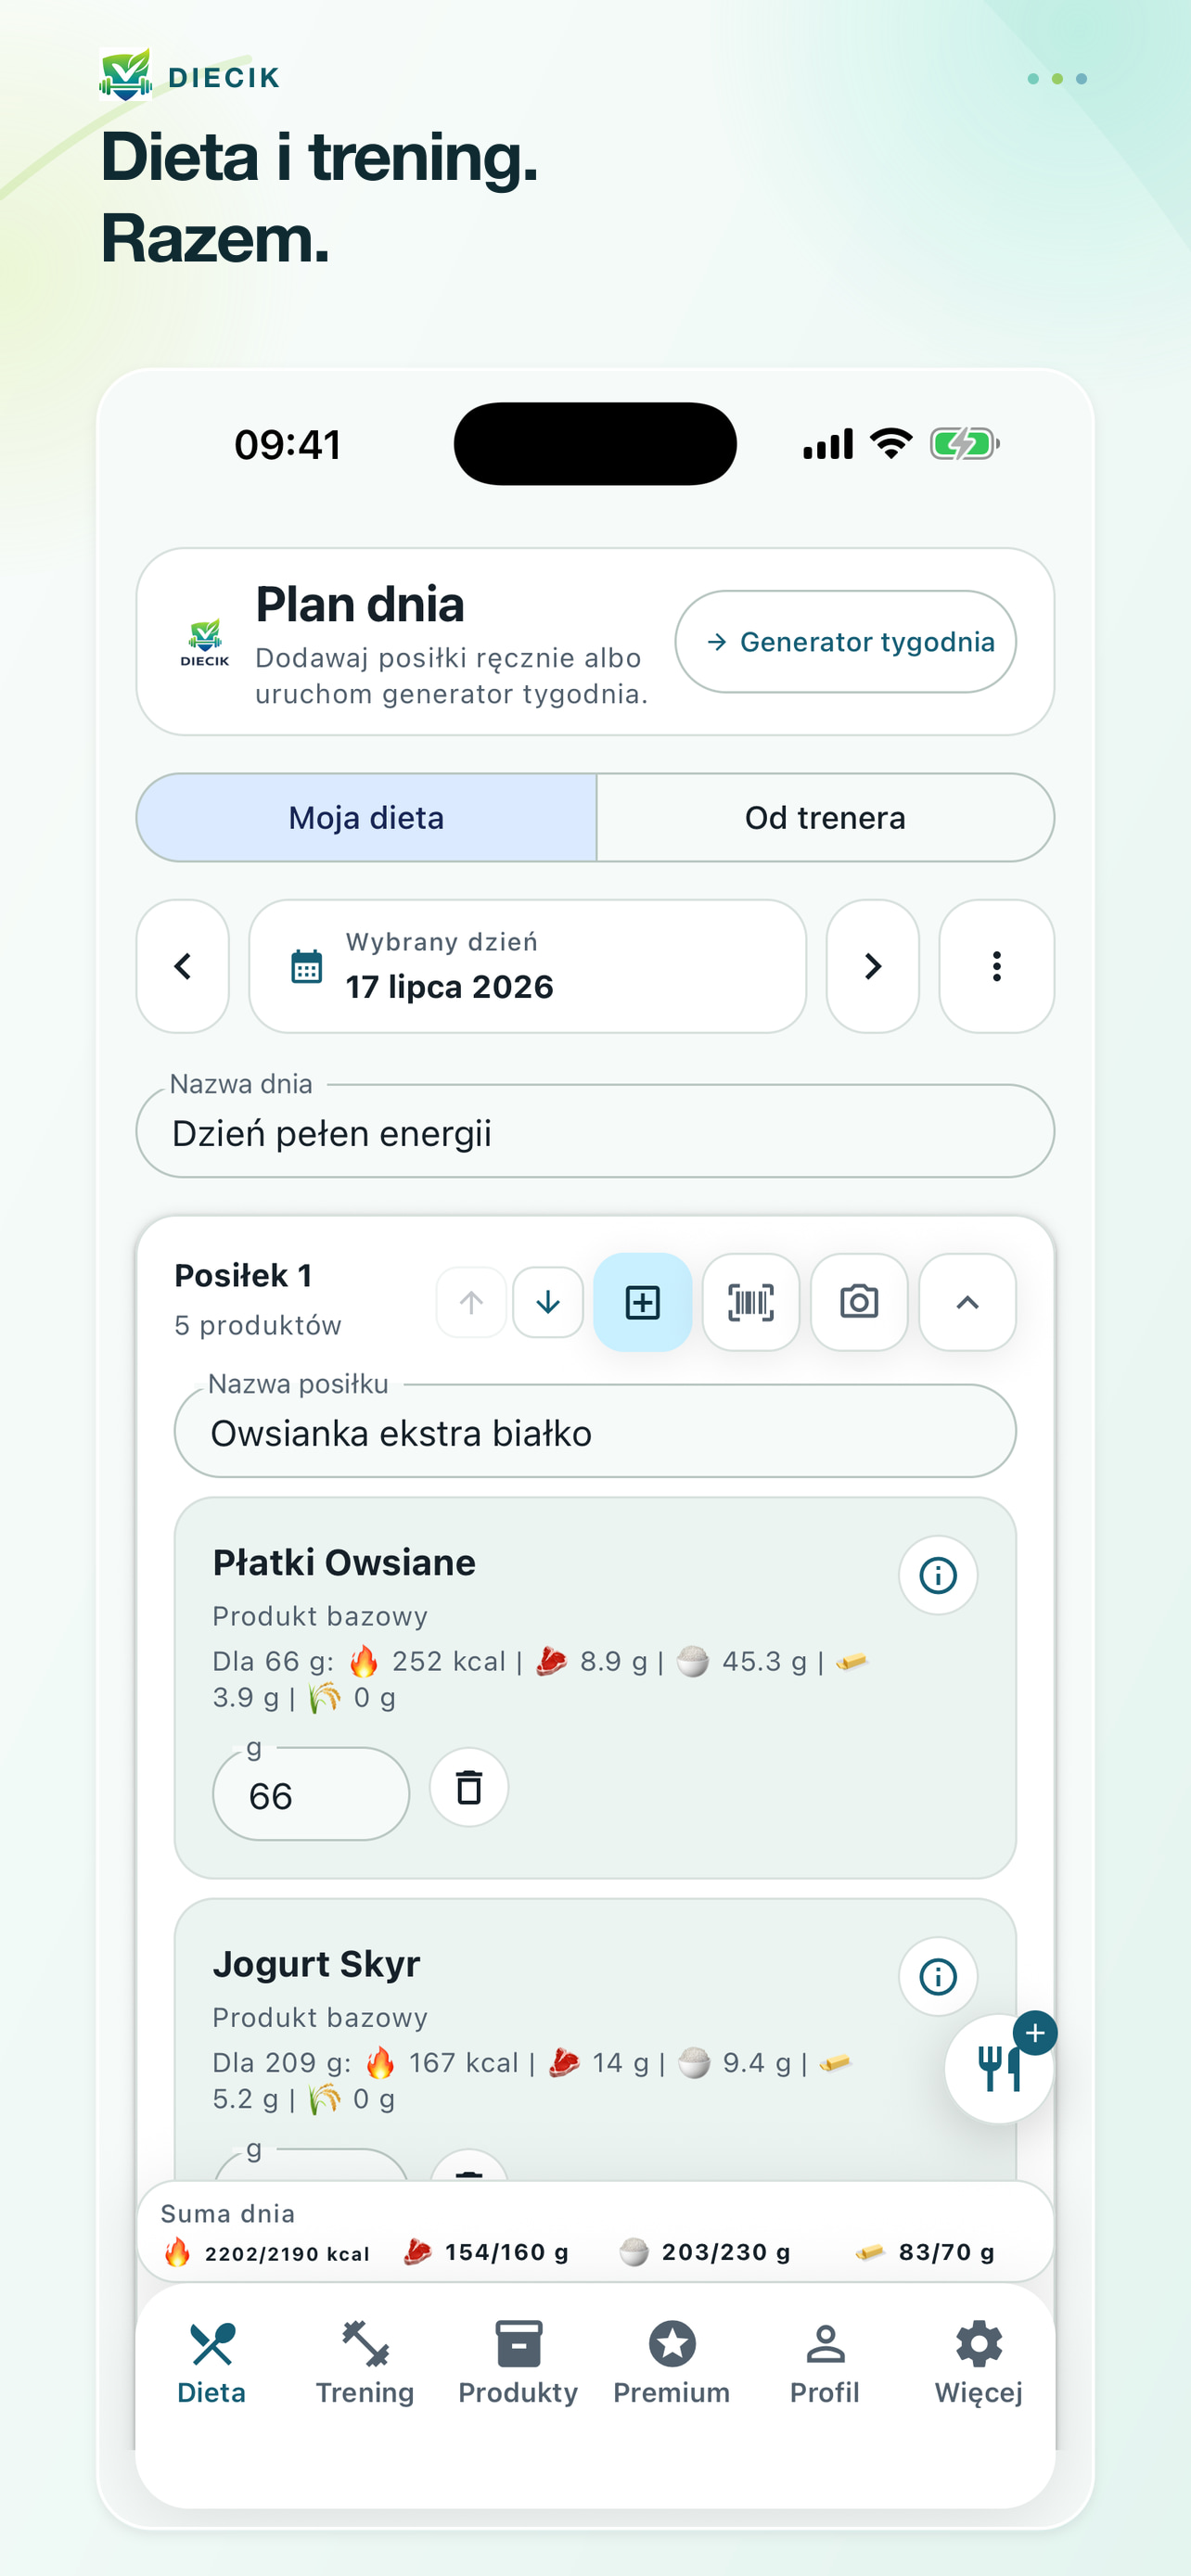 DIECIK
Dieta i trening.
Razem.
09:41
Plan dnia
DIECIK
Dodawaj posiłki ręcznie albo
uruchom generator tygodnia.
→ Generator tygodnia
Moja dieta
Od trenera
Wybrany dzień
17 lipca 2026
Nazwa dnia
Dzień pełen energii
Posiłek 1
5 produktów
Nazwa posiłku
Owsianka ekstra białko
Płatki Owsiane
Produkt bazowy
Dla 66 g: 🔥 252 kcal | 🥩 8.9 g | 🍚 45.3 g | 🧈
3.9 g | 🌾 0 g
g
66
Jogurt Skyr
Produkt bazowy
Dla 209 g: 🔥 167 kcal | 🥩 14 g | 🍚 9.4 g | 🧈
5.2 g | 🌾 0 g
g
Suma dnia
🔥 2202/2190 kcal 🥩 154/160 g 🍚 203/230 g 🧈 83/70 g
Dieta Trening Produkty Premium Profil Więcej